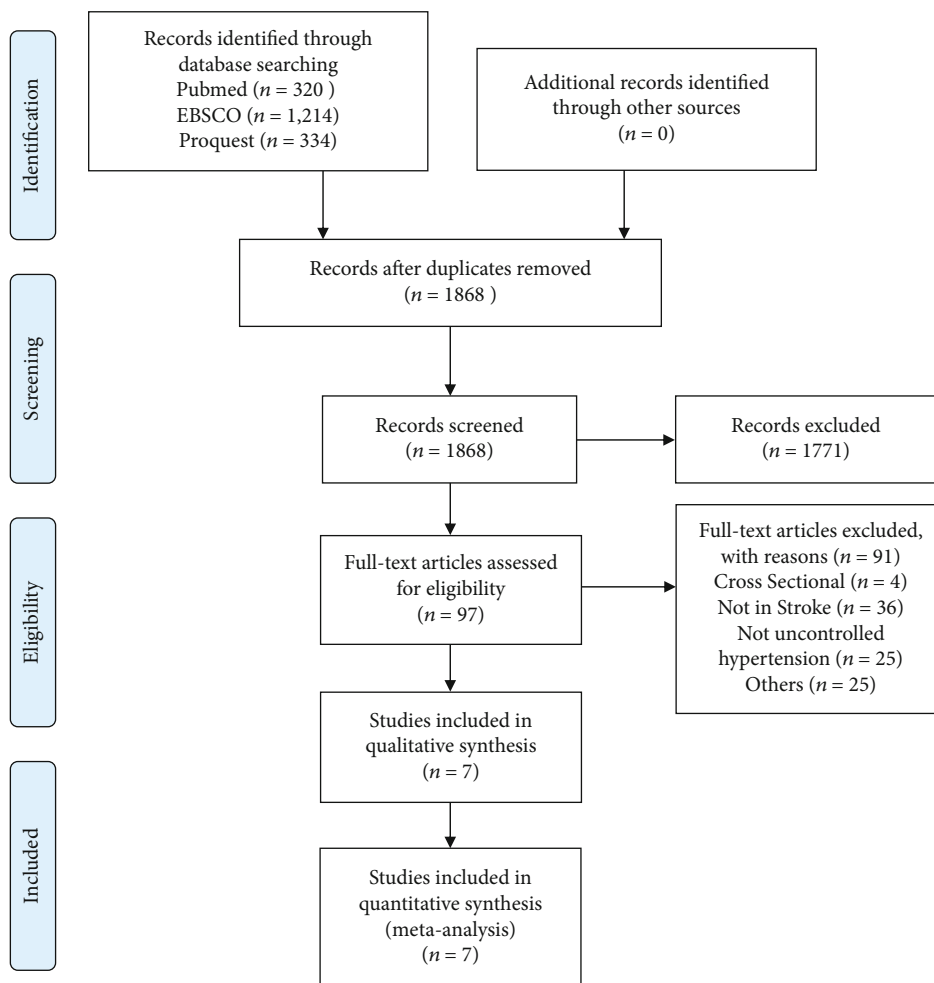 Identification
Records identified through
database searching
Pubmed (n = 320 )
EBSCO (n = 1,214)
Proquest (n = 334)
Additional records identified
through other sources
(n = 0)
Records after duplicates removed
(n = 1868 )
Screening
Records screened
(n = 1868)
Records excluded
(n = 1771)
Eligibility
Full-text articles assessed
for eligibility
(n = 97)
Full-text articles excluded,
with reasons (n = 91)
Cross Sectional (n = 4)
Not in Stroke (n = 36)
Not uncontrolled
hypertension (n = 25)
Others (n = 25)
Studies included in
qualitative synthesis
(n = 7)
Included
Studies included in
quantitative synthesis
(meta-analysis)
(n = 7)